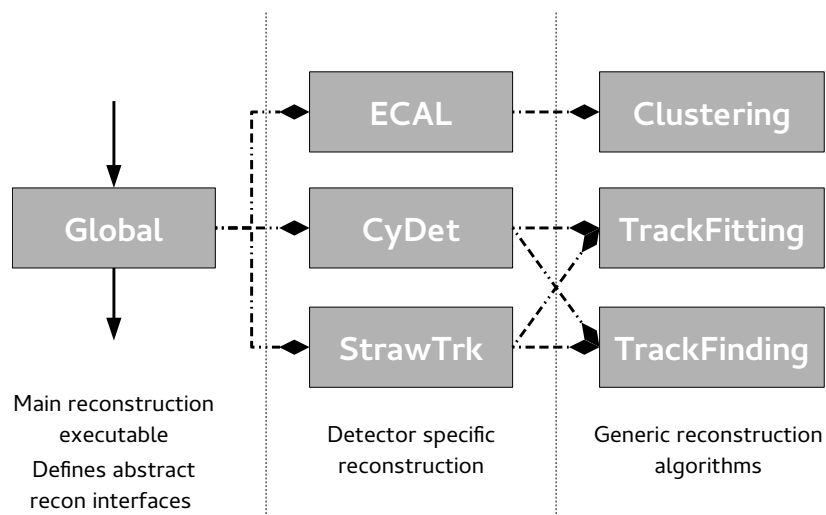 ECAL
Clustering
Global
CyDet
TrackFitting
StrawTrk
TrackFinding
Main reconstruction
executable
Defines abstract
recon interfaces
Detector specific
reconstruction
Generic reconstruction
algorithms